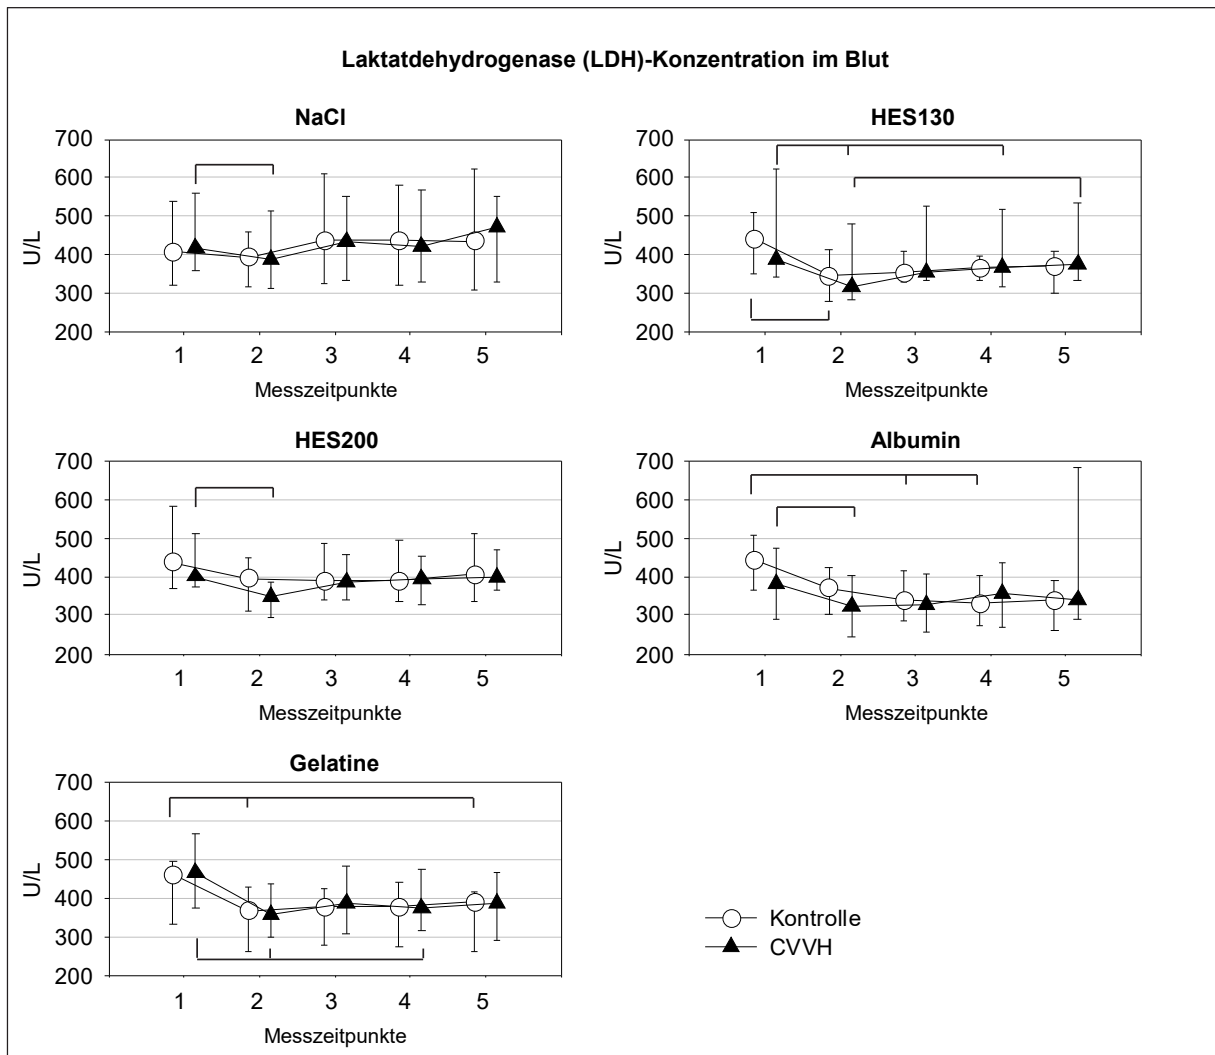 Laktatdehydrogenase (LDH)-Konzentration im Blut
NaCl
700
600
500
400
300
200
U/L
1 2 3 4 5
Messzeitpunkte
HES130
700
600
500
400
300
200
U/L
1 2 3 4 5
Messzeitpunkte
HES200
700
600
500
400
300
200
U/L
1 2 3 4 5
Messzeitpunkte
Albumin
700
600
500
400
300
200
U/L
1 2 3 4 5
Messzeitpunkte
Gelatine
700
600
500
400
300
200
U/L
1 2 3 4 5
Messzeitpunkte
Kontrolle
CVVH